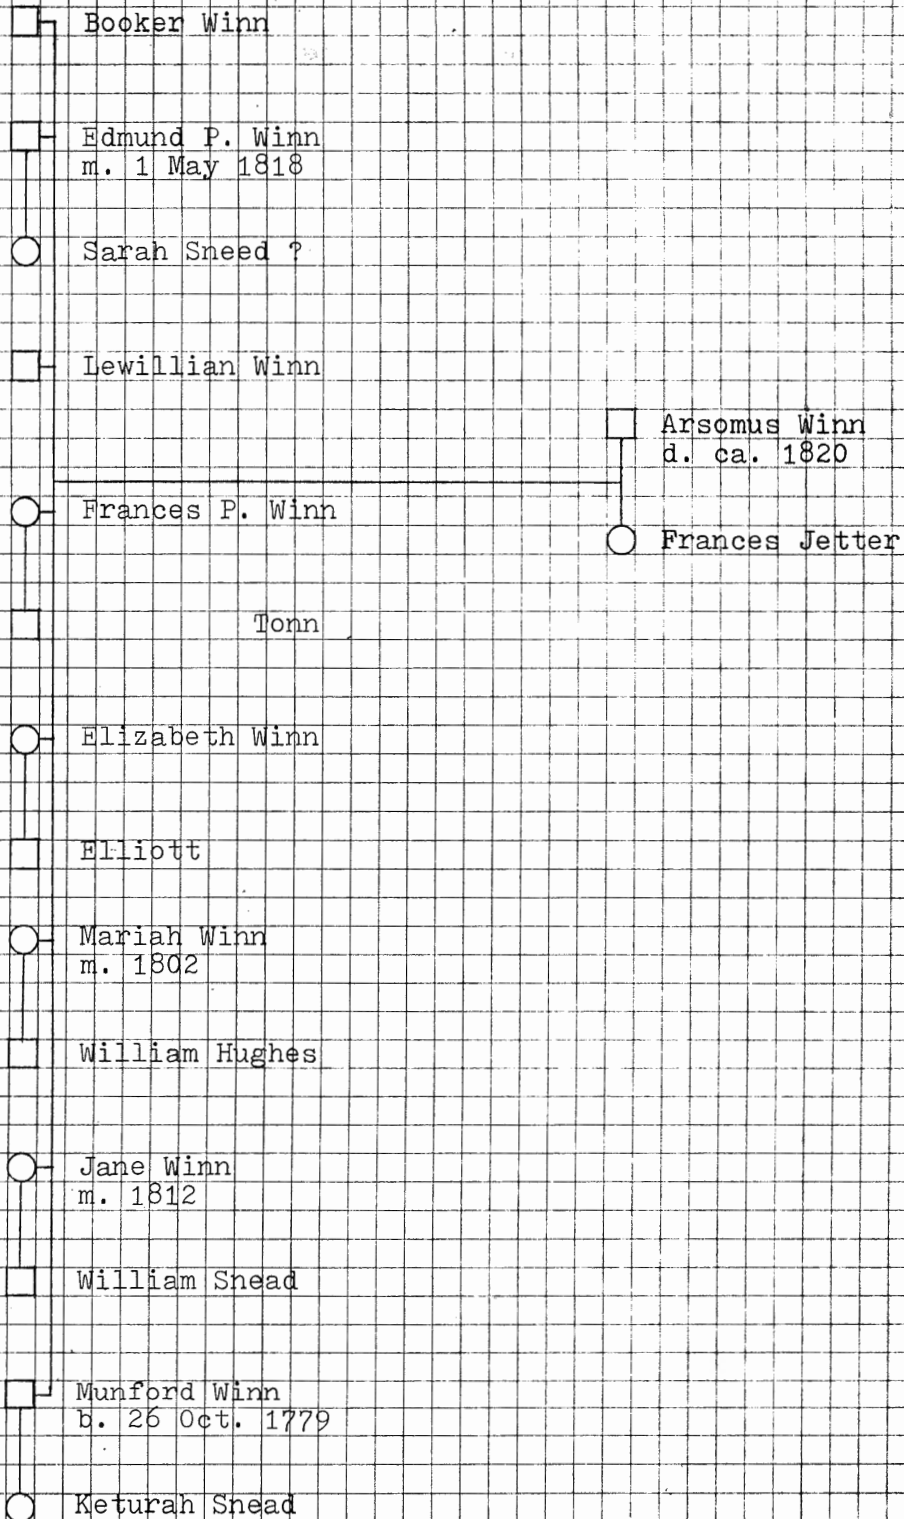 Booker Winn
Edmund P. Winn
m. 1 May 1818
Sarah Sneed ?
Lewillian Winn
Arsomus Winn
d. ca. 1820
Frances P. Winn
Frances Jetter
Tonn
Elizabeth Winn
Elliott
Mariah Winn
m. 1802
William Hughes
Jane Winn
m. 1812
William Snead
Munford Winn
b. 26 Oct. 1779
Keturah Snead